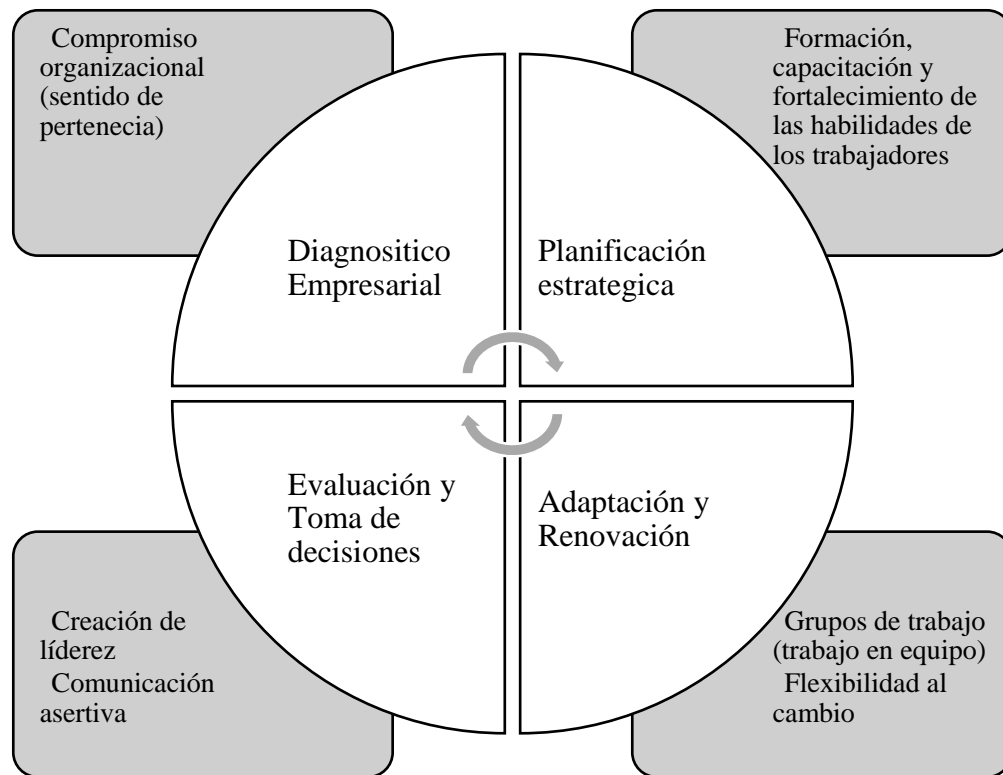 Compromiso
organizacional
(sentido de
pertenecia)
Formación,
capacitación y
fortalecimiento de
las habilidades de
los trabajadores
Diagnositico
Empresarial
Planificación
estrategica
Evaluación y
Toma de
decisiones
Adaptación y
Renovación
Creación de
líderez
Comunicación
asertiva
Grupos de trabajo
(trabajo en equipo)
Flexibilidad al
cambio